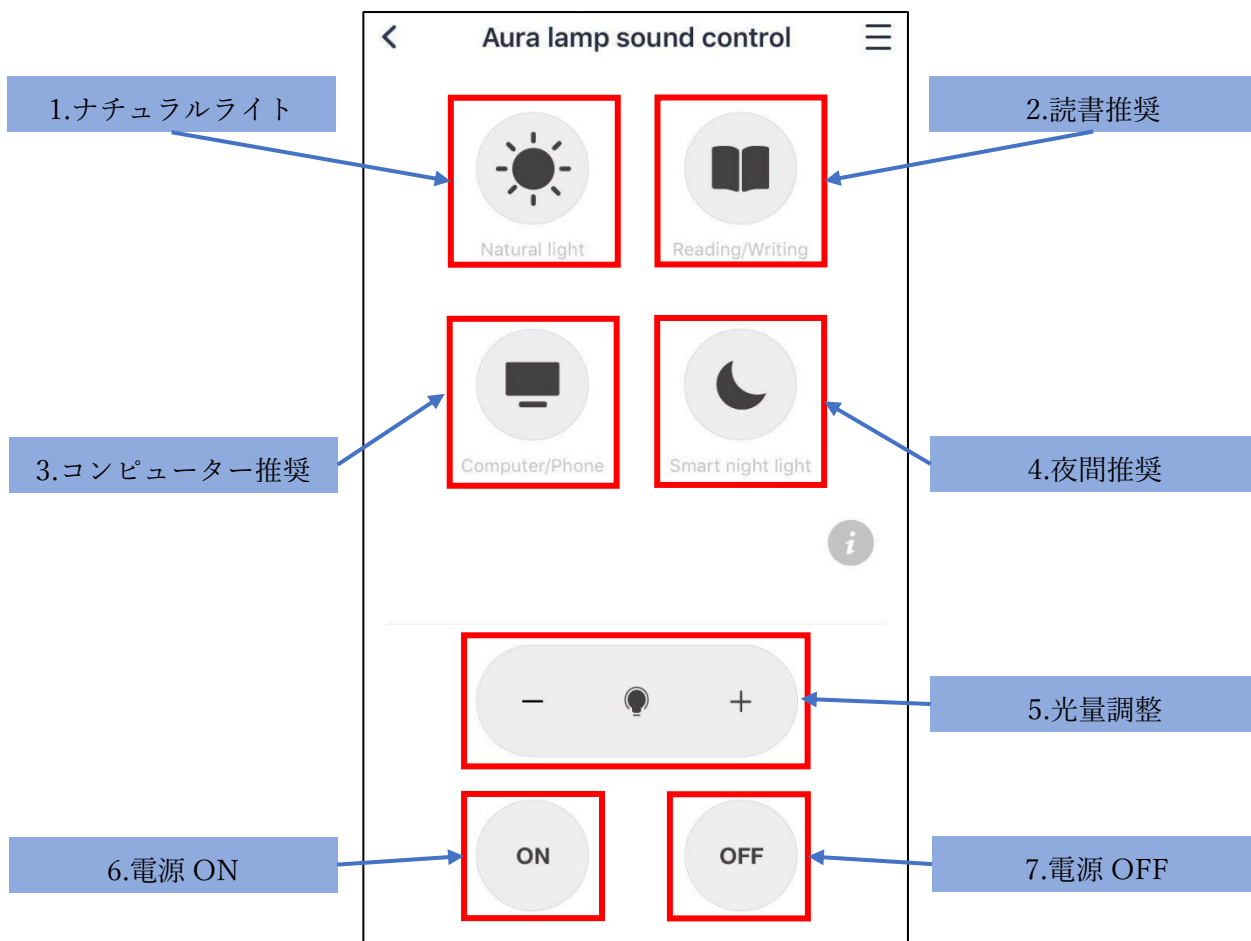 Aura lamp sound control
1.ナチュラルライト
2.読書推奨
Natural light
Reading/Writing
3.コンピューター推奨
4.夜間推奨
Computer/Phone
Smart night light
i
− +
5.光量調整
ON
OFF
6.電源 ON
7.電源 OFF